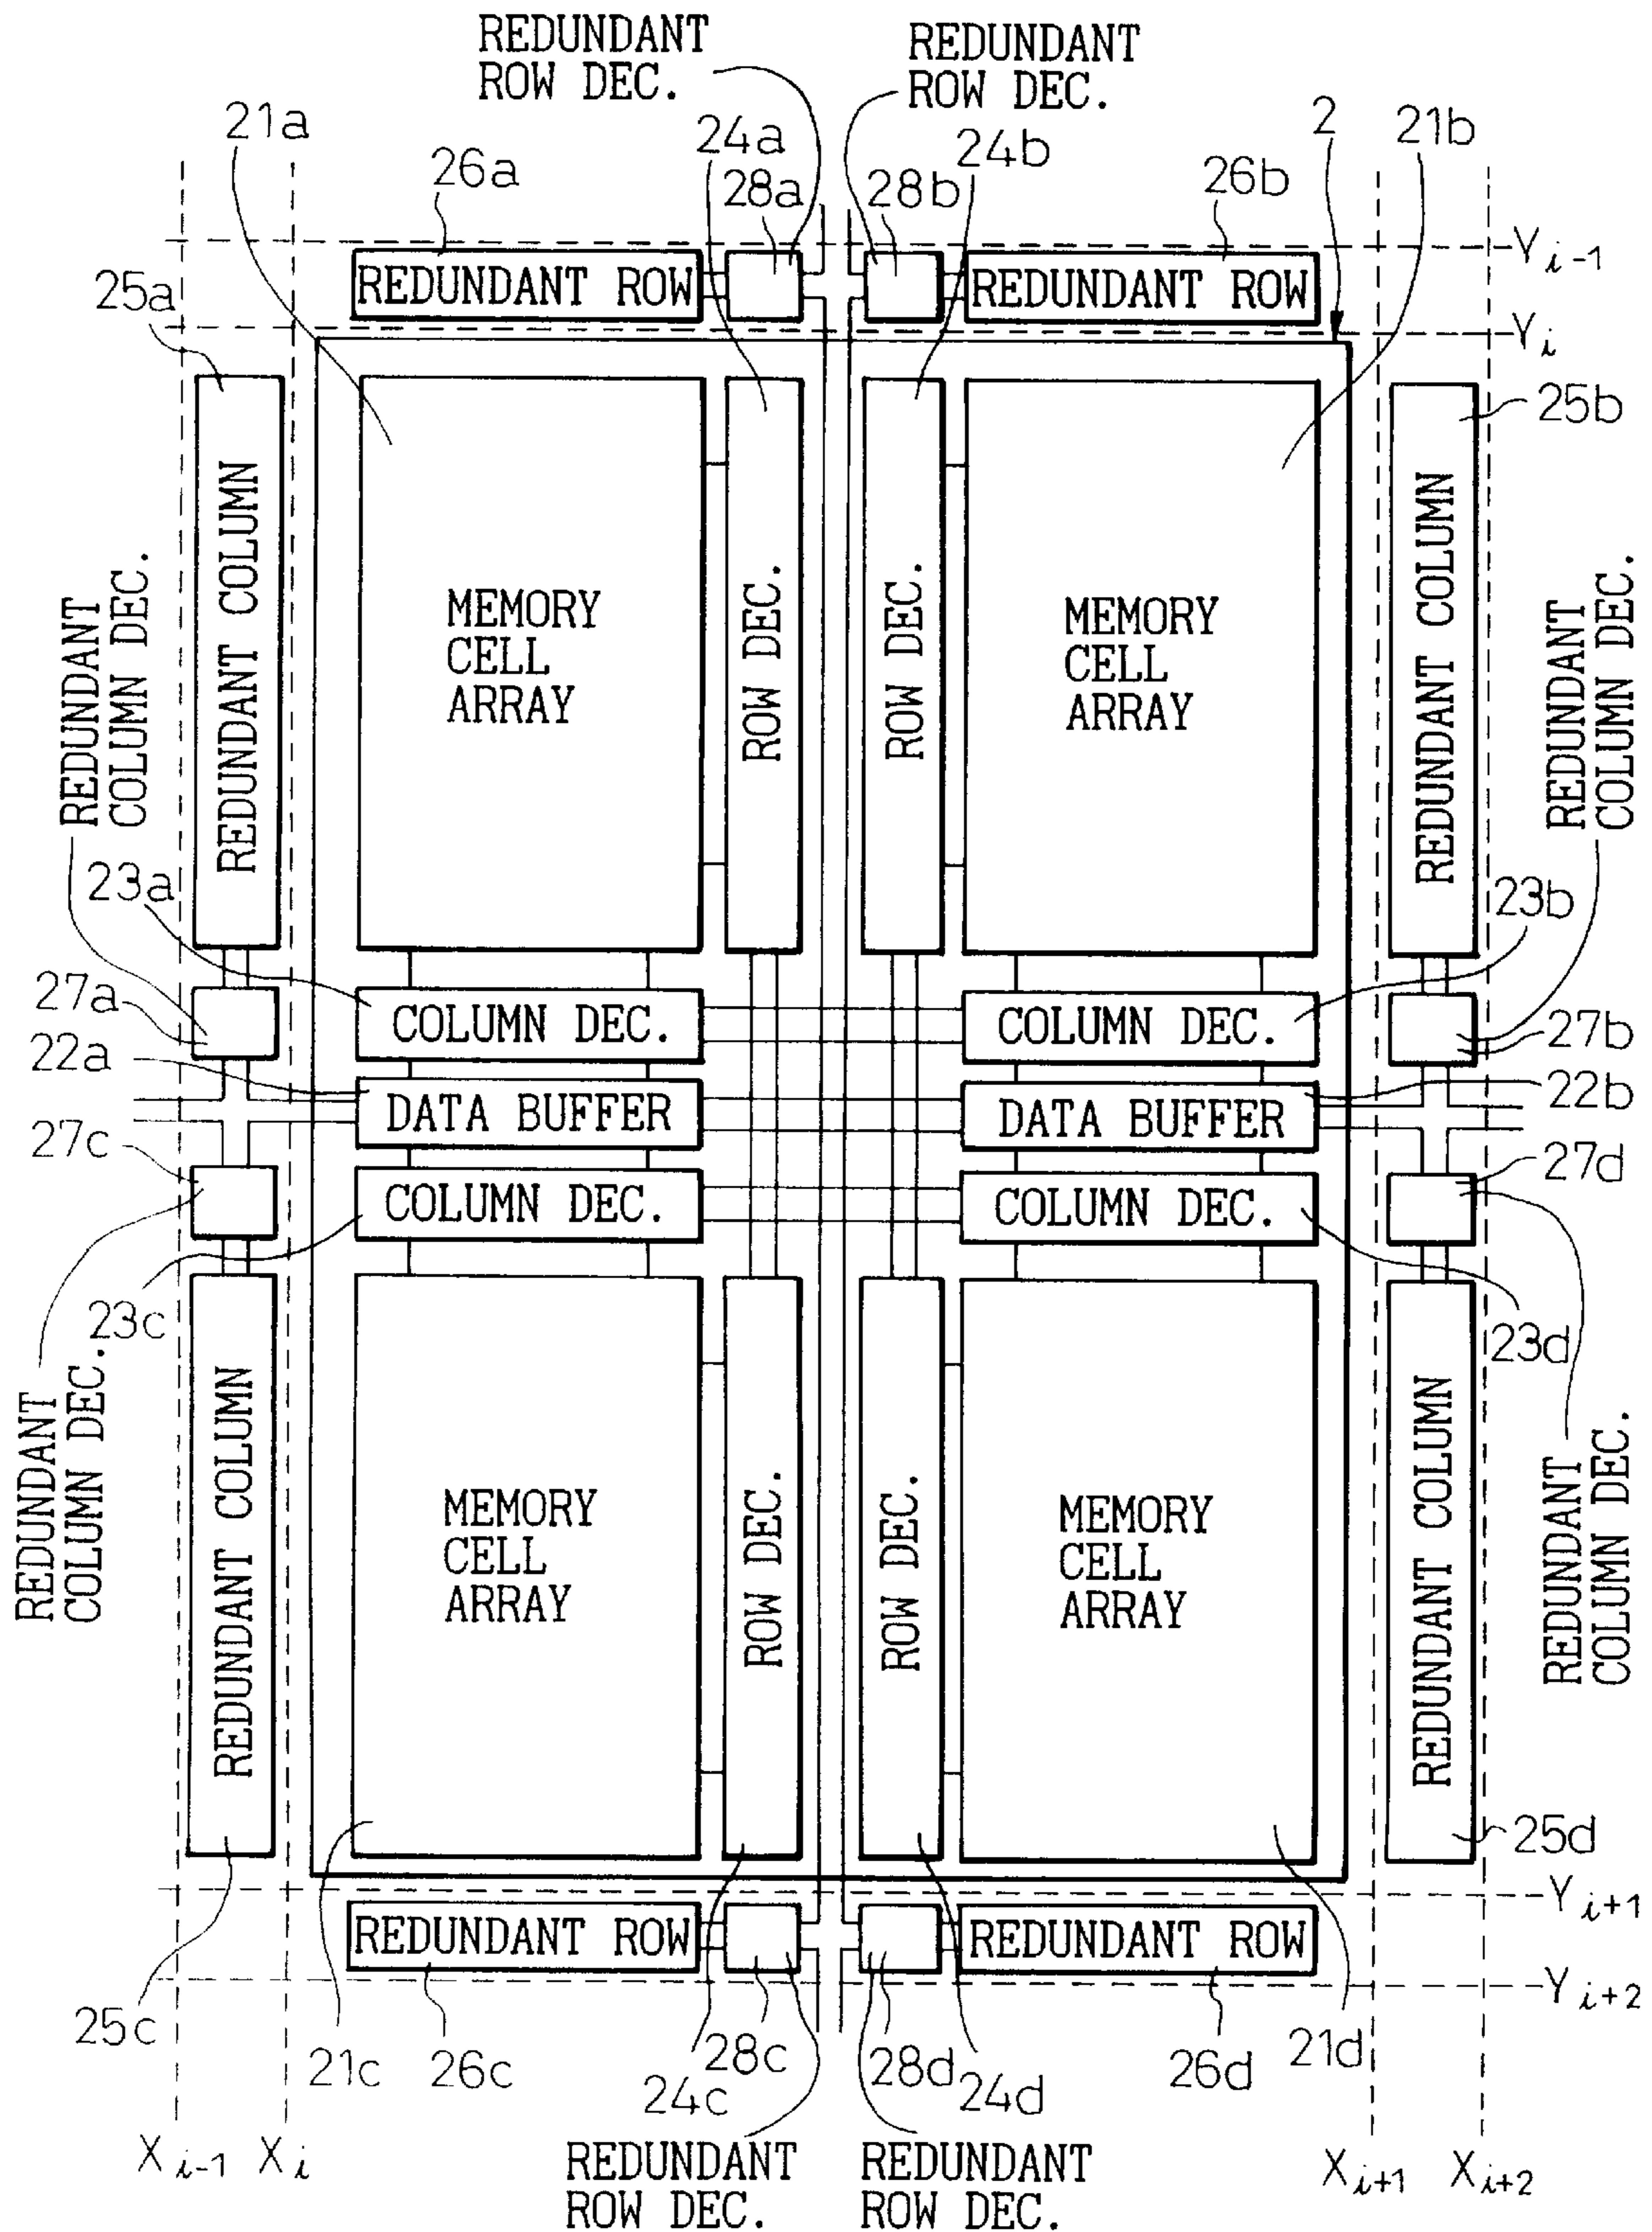 REDUNDANT
ROW DEC.
REDUNDANT
ROW DEC.
21a
26a
24a
28a
28b
24b
26b
2
21b
Y i-1
REDUNDANT ROW
REDUNDANT ROW
25a
Y i
25b
REDUNDANT COLUMN
MEMORY
CELL
ARRAY
ROW DEC.
ROW DEC.
MEMORY
CELL
ARRAY
REDUNDANT COLUMN
REDUNDANT
COLUMN DEC.
REDUNDANT
COLUMN DEC.
23a
23b
27a
COLUMN DEC.
COLUMN DEC.
27b
22a
22b
DATA BUFFER
DATA BUFFER
27c
27d
COLUMN DEC.
COLUMN DEC.
23c
23d
REDUNDANT
COLUMN DEC.
REDUNDANT COLUMN
MEMORY
CELL
ARRAY
ROW DEC.
ROW DEC.
MEMORY
CELL
ARRAY
REDUNDANT COLUMN
REDUNDANT
COLUMN DEC.
25d
Y i+1
REDUNDANT ROW
REDUNDANT ROW
Y i+2
25c
21c
26c
28c
24c
28d
24d
26d
21d
X i-1
X i
REDUNDANT
ROW DEC.
REDUNDANT
ROW DEC.
X i+1
X i+2